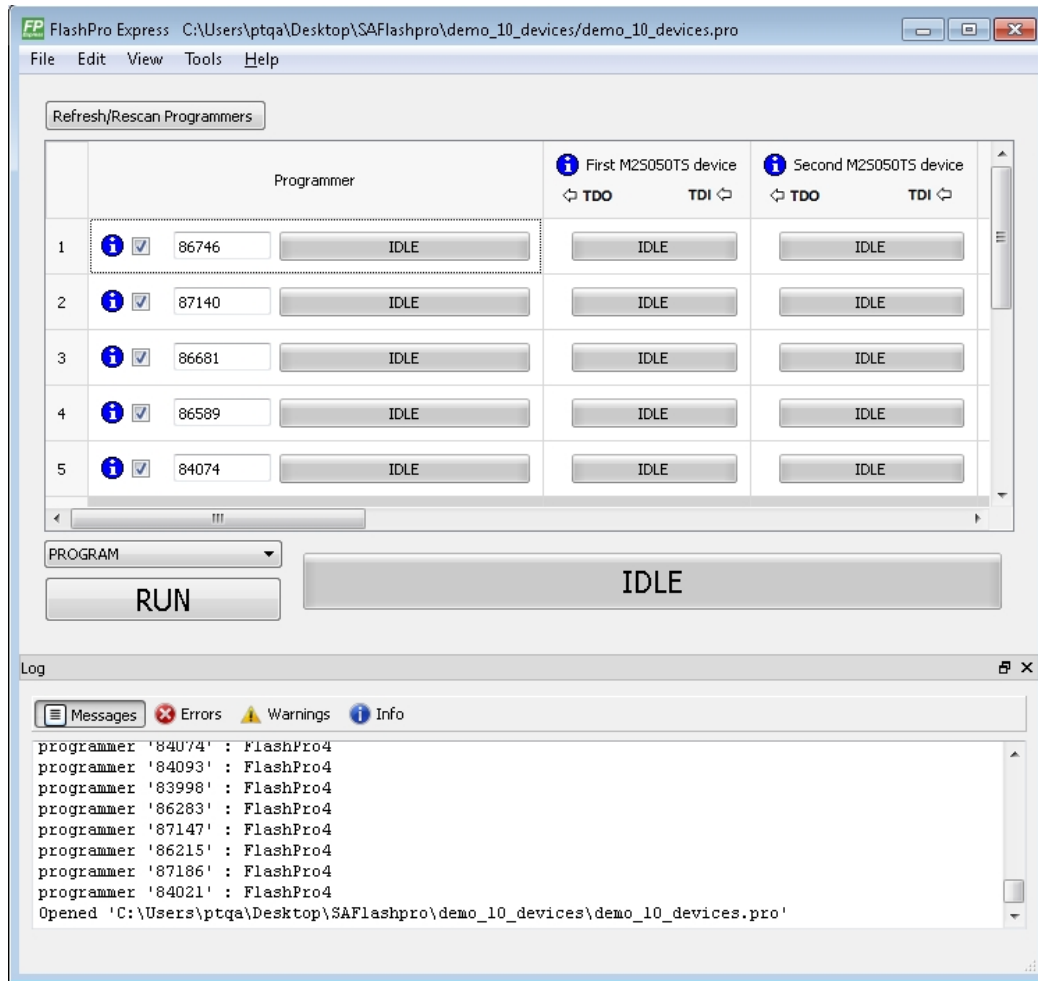 FP FlashPro Express C:\Users\ptqa\Desktop\SAFlashpro\demo_10_devices/demo_10_devices.pro
File Edit View Tools Help
Refresh/Rescan Programmers
Programmer
First M2S050TS device
TDO TDI
Second M2S050TS device
TDO TDI
1 86746 IDLE IDLE IDLE
2 87140 IDLE IDLE IDLE
3 86681 IDLE IDLE IDLE
4 86589 IDLE IDLE IDLE
5 84074 IDLE IDLE IDLE
PROGRAM
RUN
IDLE
Log
Messages Errors Warnings Info
programmer '84074' : FlashPro4
programmer '84093' : FlashPro4
programmer '83998' : FlashPro4
programmer '86283' : FlashPro4
programmer '87147' : FlashPro4
programmer '86215' : FlashPro4
programmer '87186' : FlashPro4
programmer '84021' : FlashPro4
Opened 'C:\Users\ptqa\Desktop\SAFlashpro\demo_10_devices\demo_10_devices.pro'